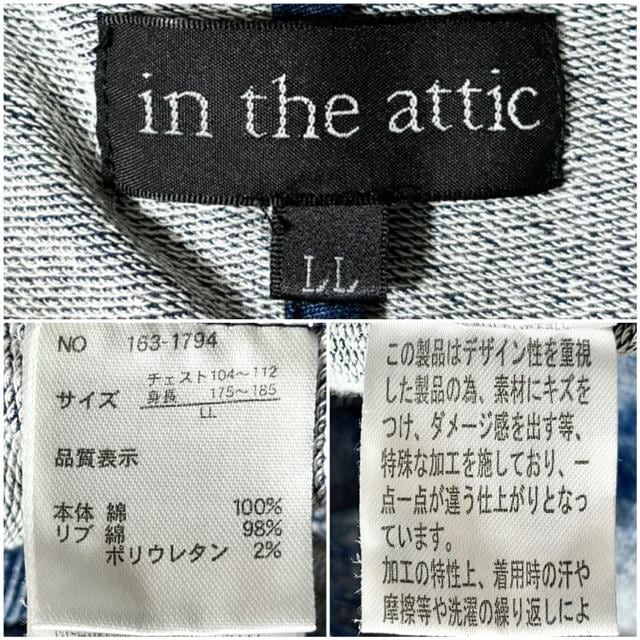 in the attic
LL
NO 163-1794
サイズ チェスト104～112
身長 175～185
LL
品質表示
本体 綿 100%
リブ 綿 98%
ポリウレタン 2%
この製品はデザイン性を重視
した製品の為、素材にキズを
つけ、ダメージ感を出す等、
特殊な加工を施しており、一
点一点が違う仕上がりとなっ
ています。
加工の特性上、着用時の汗や
摩擦等や洗濯の繰り返しによ